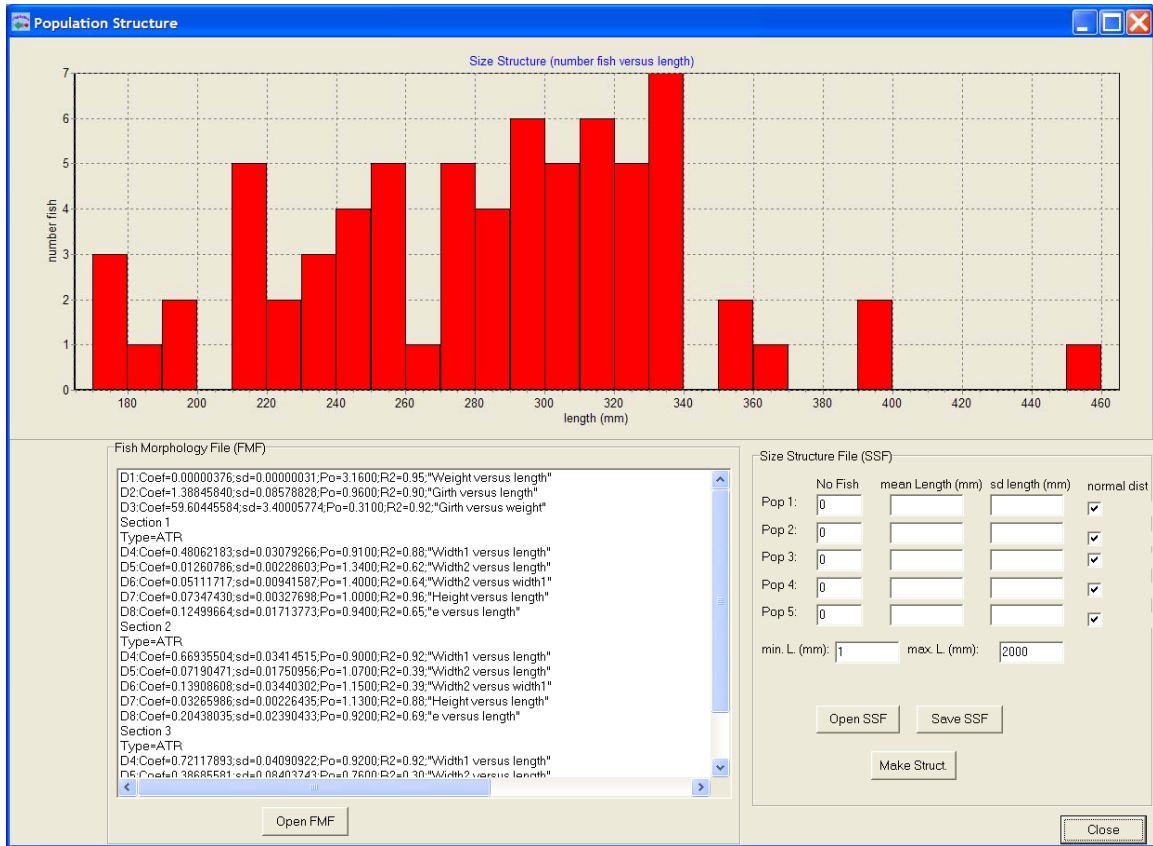 Population Structure
Size Structure (number fish versus length)
7
6
5
4
3
2
1
0
number fish
180 200 220 240 260 280 300 320 340 360 380 400 420 440 460
length (mm)
Fish Morphology File (FMF)
D1:Coef=0.00000376;sd=0.00000031;Po=3.1600;R2=0.95;"Weight versus length"
D2:Coef=1.38845840;sd=0.08578828;Po=0.9600;R2=0.90;"Girth versus length"
D3:Coef=59.60445584;sd=3.40005774;Po=0.3100;R2=0.92;"Girth versus weight"
Section 1
Type=ATR
D4:Coef=0.48062183;sd=0.03079266;Po=0.9100;R2=0.88;"Width1 versus length"
D5:Coef=0.01260786;sd=0.00228603;Po=1.3400;R2=0.62;"Width2 versus length"
D6:Coef=0.05111717;sd=0.00941587;Po=1.4000;R2=0.64;"Width2 versus width1"
D7:Coef=0.07347430;sd=0.00327698;Po=1.0000;R2=0.96;"Height versus length"
D8:Coef=0.12499664;sd=0.01713773;Po=0.9400;R2=0.65;"e versus length"
Section 2
Type=ATR
D4:Coef=0.66935504;sd=0.03414515;Po=0.9000;R2=0.92;"Width1 versus length"
D5:Coef=0.07190471;sd=0.01750956;Po=1.0700;R2=0.39;"Width2 versus length"
D6:Coef=0.13908608;sd=0.03440302;Po=1.1500;R2=0.39;"Width2 versus width1"
D7:Coef=0.03265986;sd=0.00226435;Po=1.1300;R2=0.88;"Height versus length"
D8:Coef=0.20438035;sd=0.02390433;Po=0.9200;R2=0.69;"e versus length"
Section 3
Type=ATR
D4:Coef=0.72117893;sd=0.04090922;Po=0.9200;R2=0.92;"Width1 versus length"
D5:Coef=0.38685581;sd=0.08403743;Po=0.7600;R2=0.30;"Width2 versus length"
Open FMF
Size Structure File (SSF)
No Fish mean Length (mm) sd length (mm) normal dist
Pop 1: 0
Pop 2: 0
Pop 3: 0
Pop 4: 0
Pop 5: 0
min. L. (mm): 1 max. L. (mm): 2000
Open SSF Save SSF
Make Struct.
Close